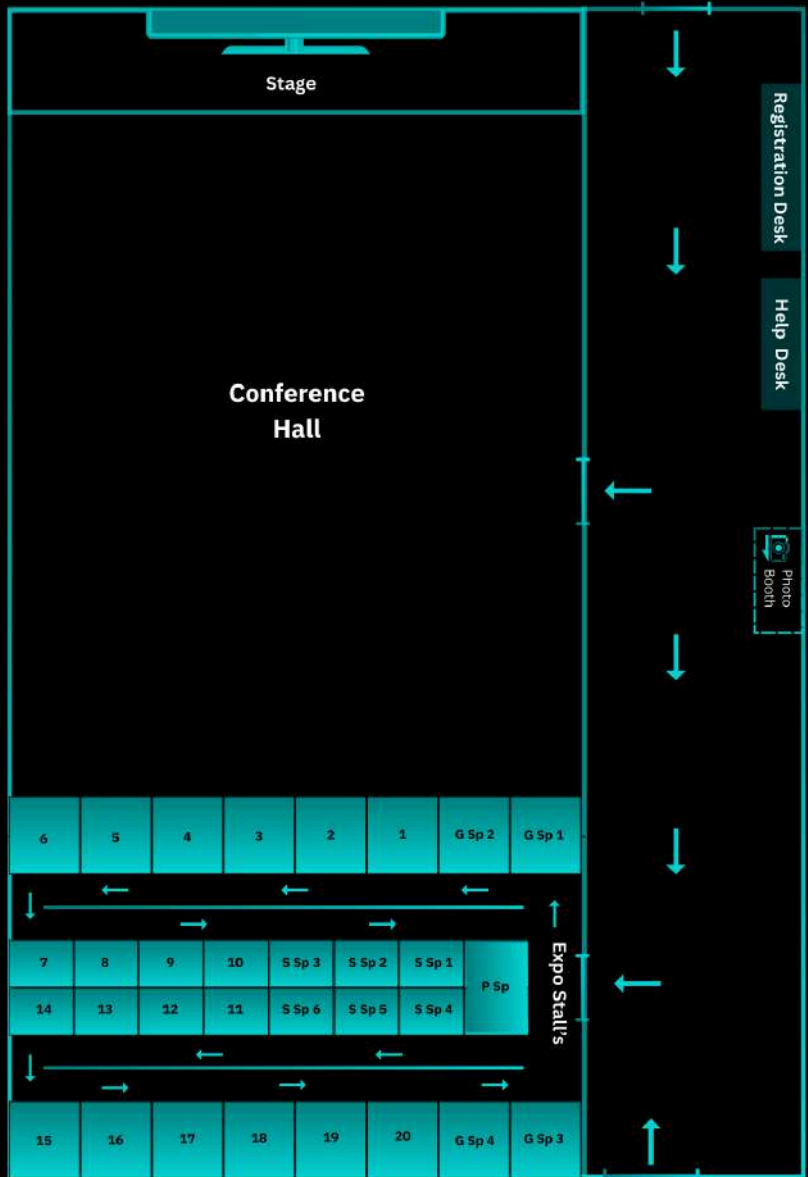 Stage
Registration Desk
Help Desk
Conference
Hall
Photo
Booth
6 5 4 3 2 1 G Sp 2 G Sp 1
Expo Stall's
7 8 9 10 S Sp 3 S Sp 2 S Sp 1
P Sp
14 13 12 11 S Sp 6 S Sp 5 S Sp 4
15 16 17 18 19 20 G Sp 4 G Sp 3